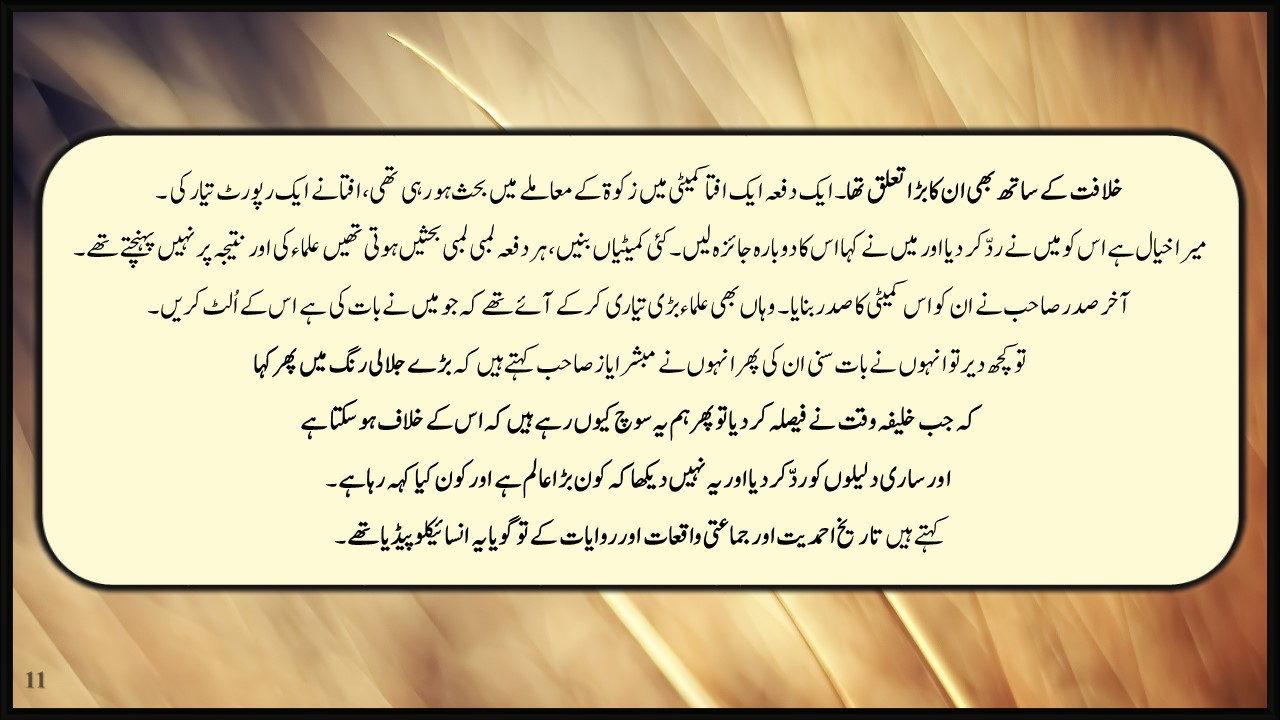 خلافت کے ساتھ بھی ان کا بڑا تعلق تھا۔ ایک دفعہ ایک افتا کمیٹی میں زکوۃ کے معاملے میں بحث ہو رہی تھی، افتا نے ایک رپورٹ تیار کی ۔
میرا خیال ہے اس کو میں نے ردّ کر دیا اور میں نے کہا اس کا دوبارہ جائزہ لیں۔ کئی کمیٹیاں بنیں، ہر دفعہ لمبی لمبی بحثیں ہوتی تھیں علماء کی اور نتیجہ پر نہیں پہنچتے تھے۔
آخر صدر صاحب نے ان کو اس کمیٹی کا صدر بنایا۔ وہاں بھی علماء بڑی تیاری کر کے آئے تھے کہ جو میں نے بات کی ہے اس کے اُلٹ کریں۔
تو کچھ دیر تو انہوں نے بات سنی ان کی پھر انہوں نے مبشر ایاز صاحب کہتے ہیں کہ بڑے جلالی رنگ میں پھر کہا
کہ جب خلیفہ وقت نے فیصلہ کر دیا تو پھر ہم یہ سوچ کیوں رہے ہیں کہ اس کے خلاف ہو سکتا ہے
اور ساری دلیلوں کو ردّ کر دیا اور یہ نہیں دیکھا کہ کون بڑا عالم ہے اور کون کیا کہہ رہا ہے۔
کہتے ہیں تاریخ احمدیت اور جماعتی واقعات اور روایات کے تو گویا یہ انسائیکلوپیڈیا تھے۔
11